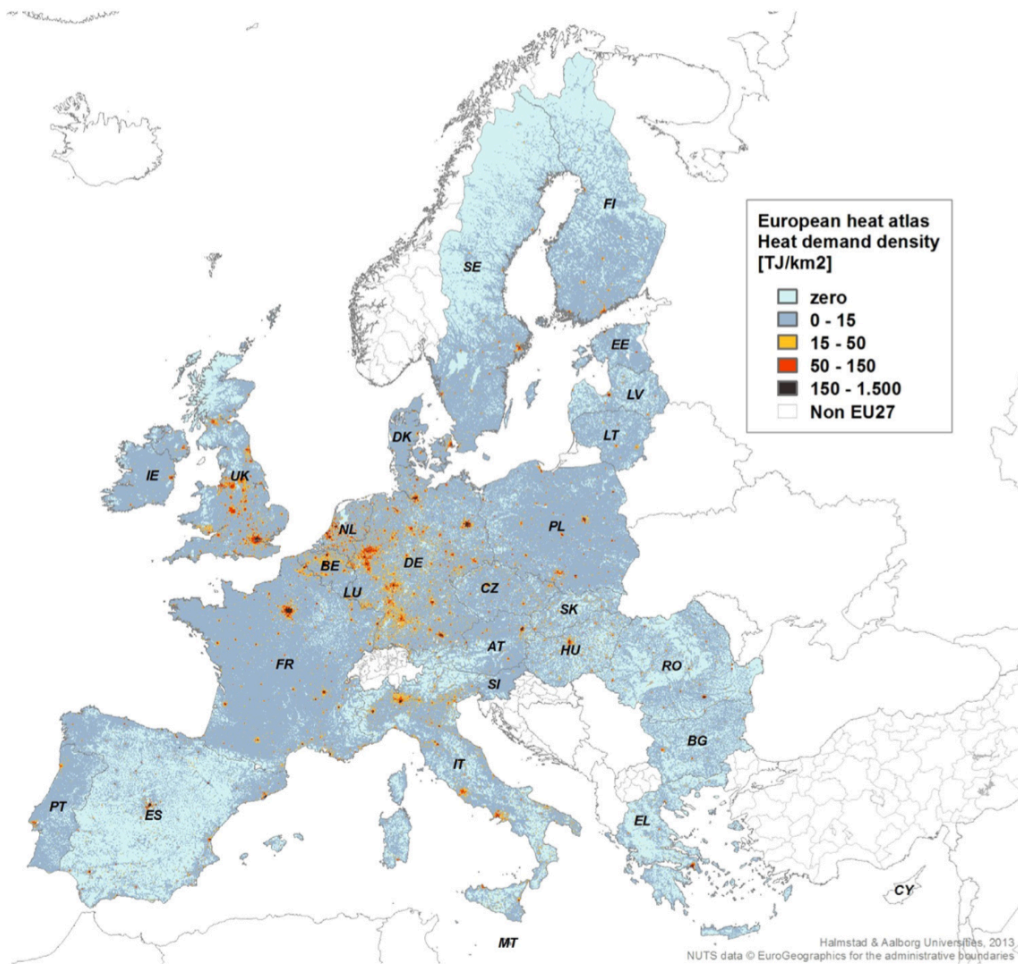 European heat atlas
Heat demand density
[TJ/km2]
zero
0 - 15
15 - 50
50 - 150
150 - 1.500
Non EU27
FI
SE
EE
LV
LT
DK
IE
UK
NL
PL
BE
DE
LU
CZ
SK
AT
HU
FR
RO
SI
BG
IT
PT
ES
EL
CY
MT
Halmstad & Aalborg Universities, 2013
NUTS data © EuroGeographics for the administrative boundaries